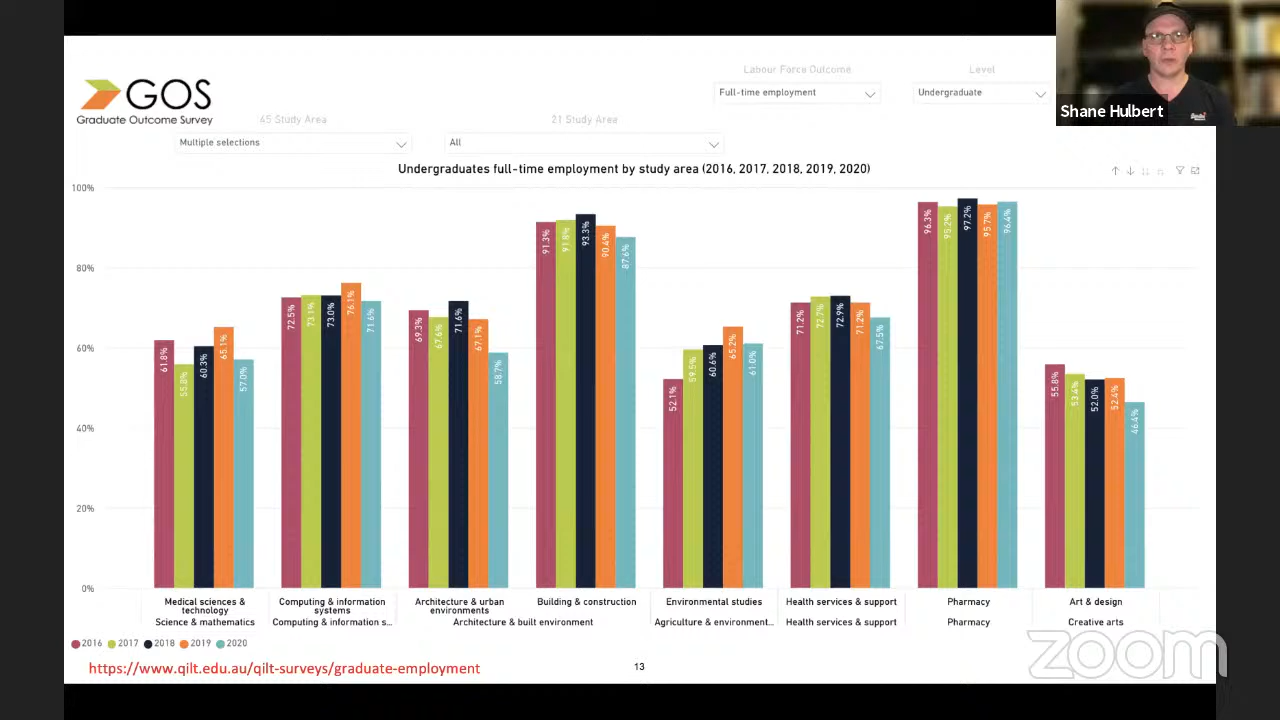 GOS
Graduate Outcome Survey
Labour Force Outcome
Full-time employment
Level
Undergraduate
Shane Hulbert
45 Study Area
Multiple selections
21 Study Area
All
Undergraduates full-time employment by study area (2016, 2017, 2018, 2019, 2020)
100%
80%
60%
40%
20%
0%
61.8%
55.8%
60.3%
65.1%
57.0%
72.5%
73.1%
73.0%
76.1%
71.6%
69.3%
67.6%
71.6%
67.1%
58.7%
91.3%
91.8%
93.3%
90.4%
87.6%
52.1%
59.5%
60.6%
65.2%
61.0%
71.2%
72.7%
72.9%
71.2%
67.5%
96.3%
95.2%
97.2%
95.7%
96.4%
55.8%
53.4%
52.0%
52.4%
46.4%
Medical sciences &
technology
Science & mathematics
Computing & information
systems
Computing & information s...
Architecture & urban
environments
Building & construction
Architecture & built environment
Environmental studies
Agriculture & environment...
Health services & support
Health services & support
Pharmacy
Pharmacy
Art & design
Creative arts
2016 2017 2018 2019 2020
https://www.qilt.edu.au/qilt-surveys/graduate-employment
13
zoom